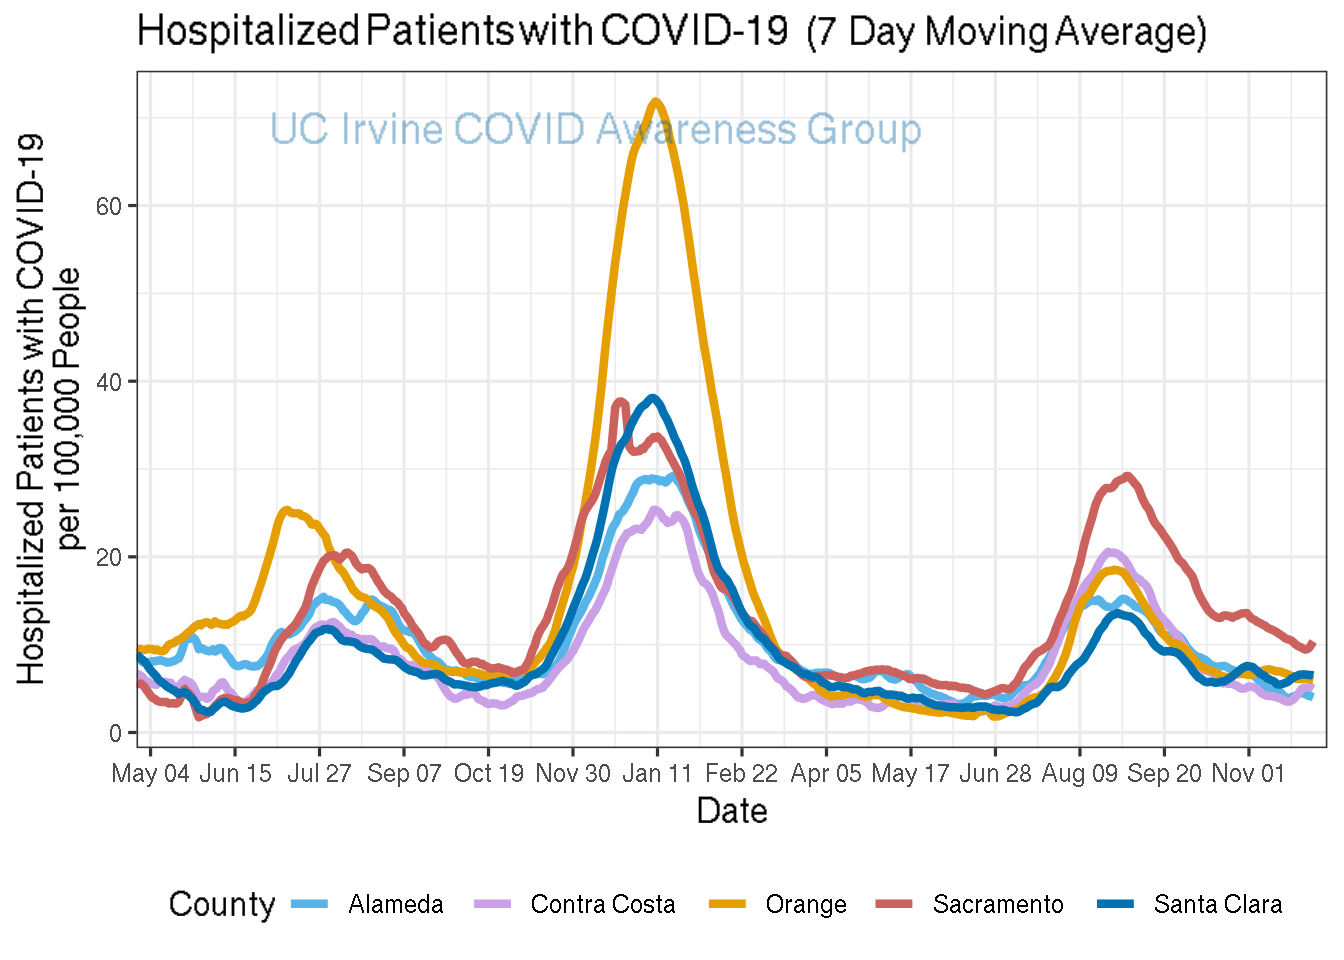 Hospitalized Patients with COVID-19 (7 Day Moving Average)
UC Irvine COVID Awareness Group
Hospitalized Patients with COVID-19
per 100,000 People
60
40
20
0
May 04 Jun 15 Jul 27 Sep 07 Oct 19 Nov 30 Jan 11 Feb 22 Apr 05 May 17 Jun 28 Aug 09 Sep 20 Nov 01
Date
County Alameda Contra Costa Orange Sacramento Santa Clara